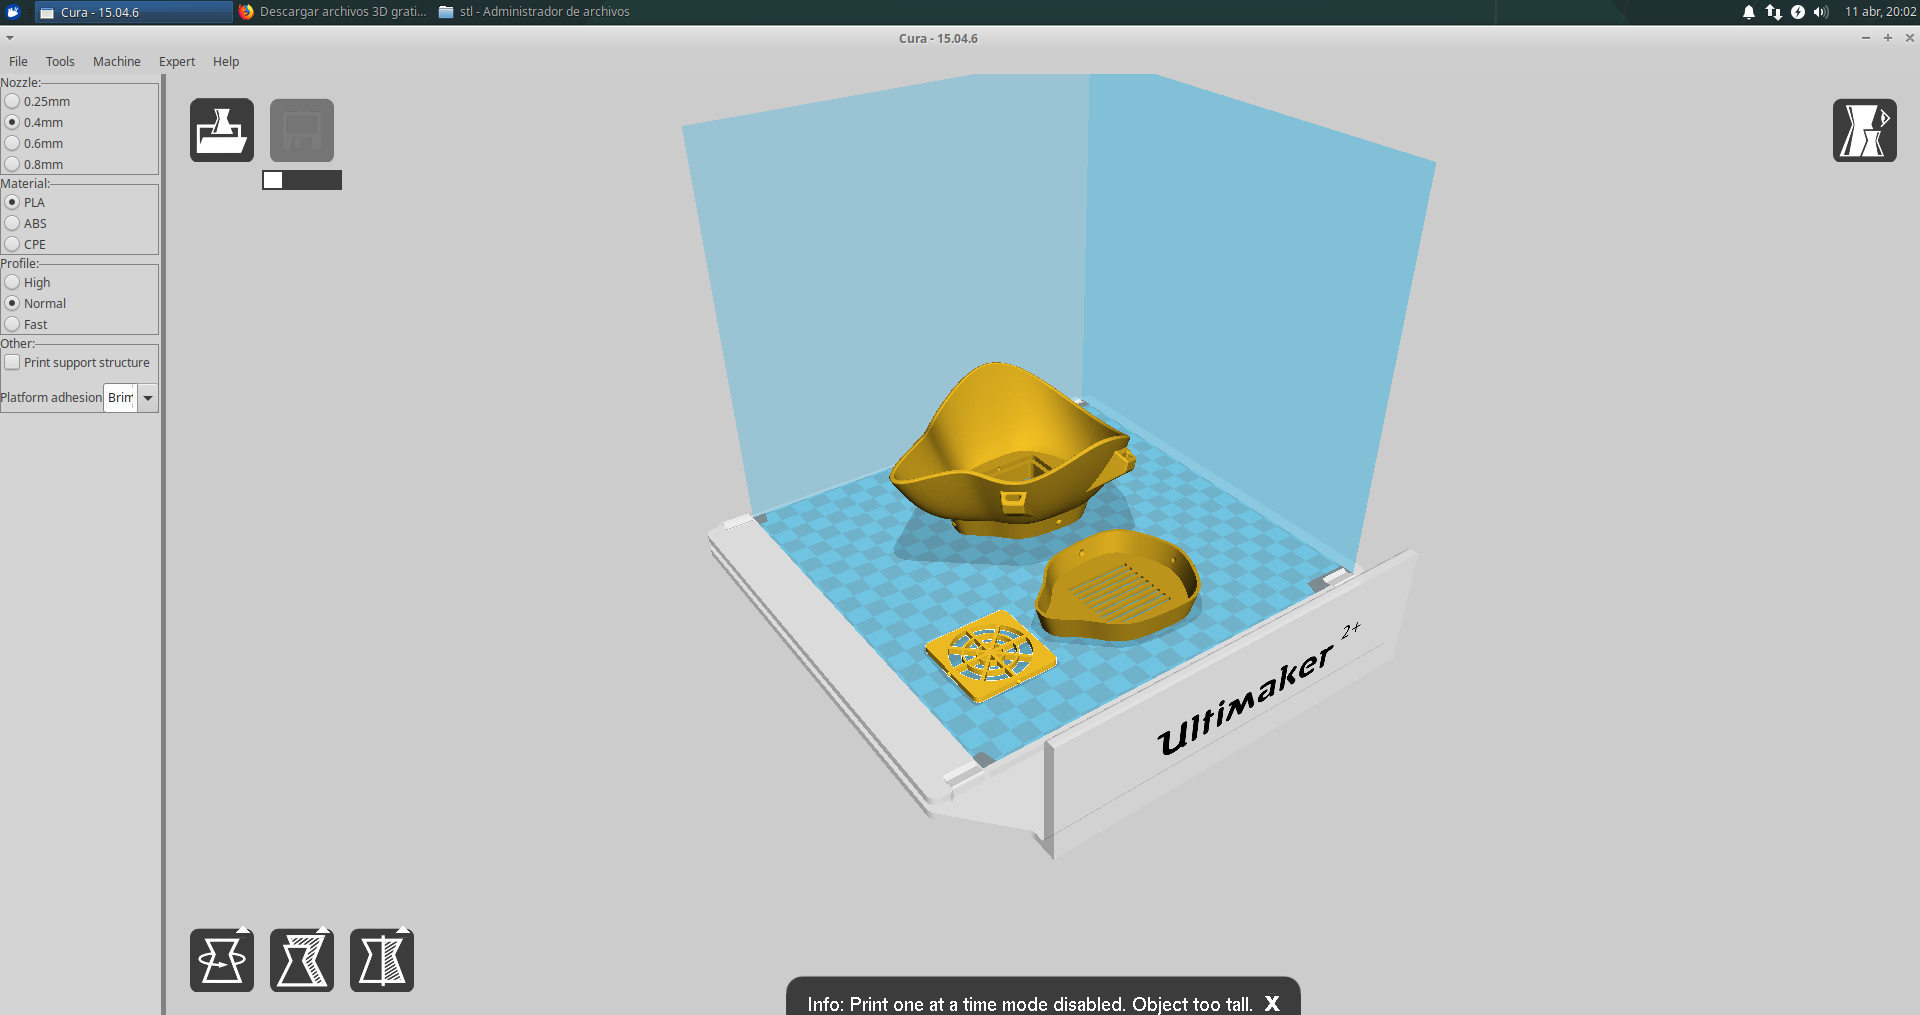 Cura - 15.04.6
Descargar archivos 3D grati...
stl - Administrador de archivos
11 abr, 20:02
Cura - 15.04.6
File
Tools
Machine
Expert
Help
Nozzle:
0.25mm
0.4mm
0.6mm
0.8mm
Material:
PLA
ABS
CPE
Profile:
High
Normal
Fast
Other:
Print support structure
Platform adhesion
Brim
Ultimaker 2+
Info: Print one at a time mode disabled. Object too tall. X